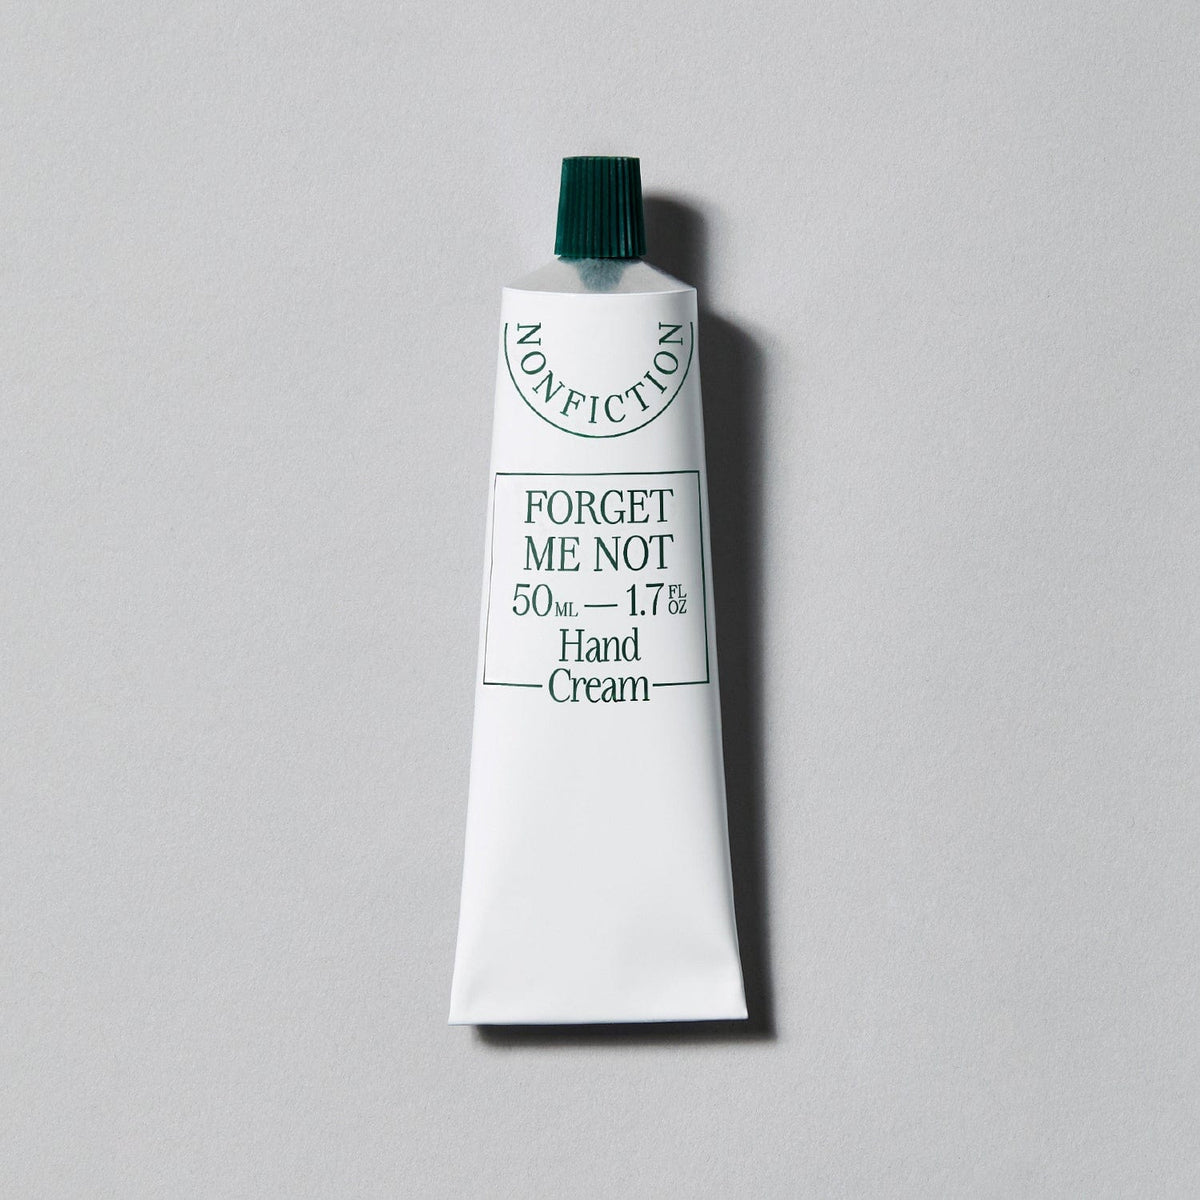 NONFICTION
FORGET
ME NOT
50ML — 1.7 FL OZ
Hand
Cream